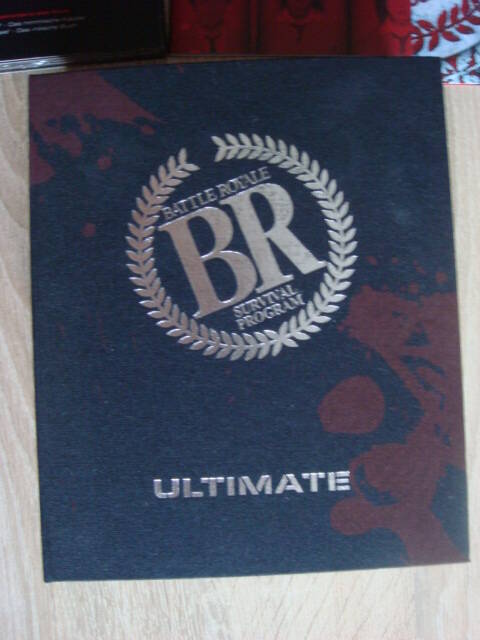 BATTLE ROYALE
BR
SURVIVAL
PROGRAM
ULTIMATE